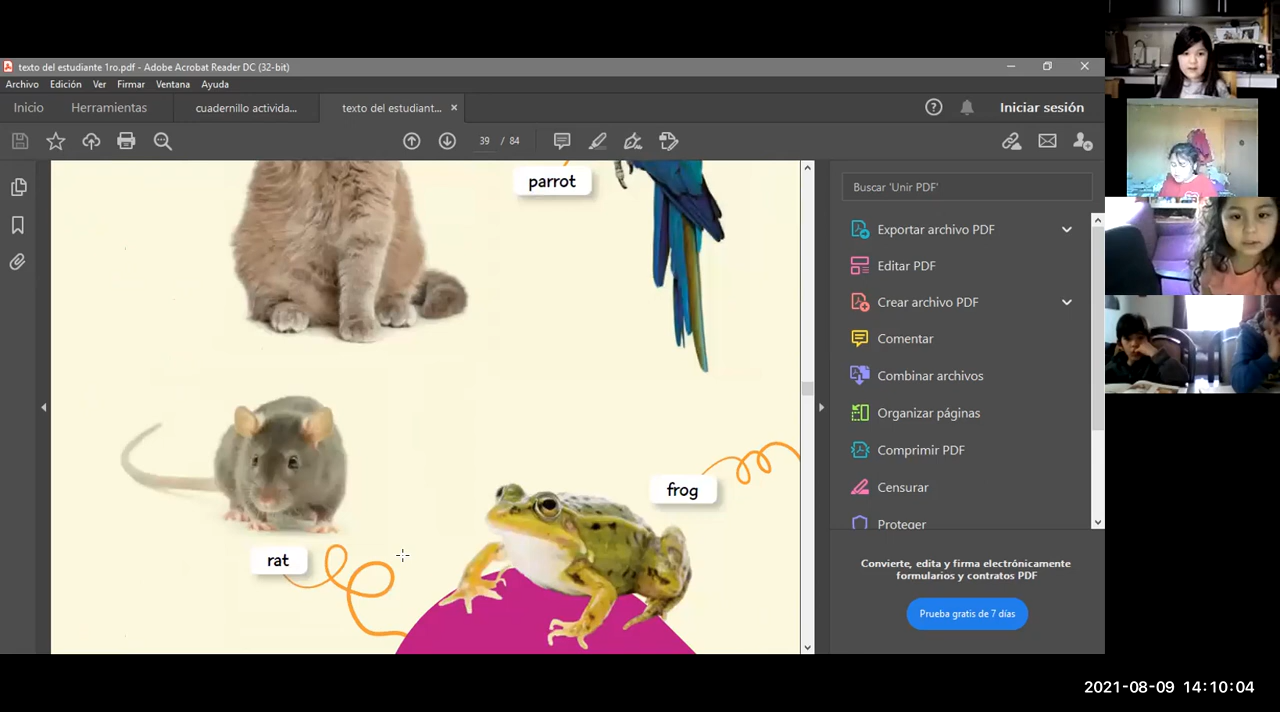 texto del estudiante 1ro.pdf - Adobe Acrobat Reader DC (32-bit)
Archivo Edición Ver Firmar Ventana Ayuda
Inicio Herramientas cuadernillo activida... texto del estudiant... ×
Iniciar sesión
39 / 84
parrot
frog
rat
Buscar 'Unir PDF'
Exportar archivo PDF
Editar PDF
Crear archivo PDF
Comentar
Combinar archivos
Organizar páginas
Comprimir PDF
Censurar
Proteger
Convierte, edita y firma electrónicamente
formularios y contratos PDF
Prueba gratis de 7 días
2021-08-09 14:10:04